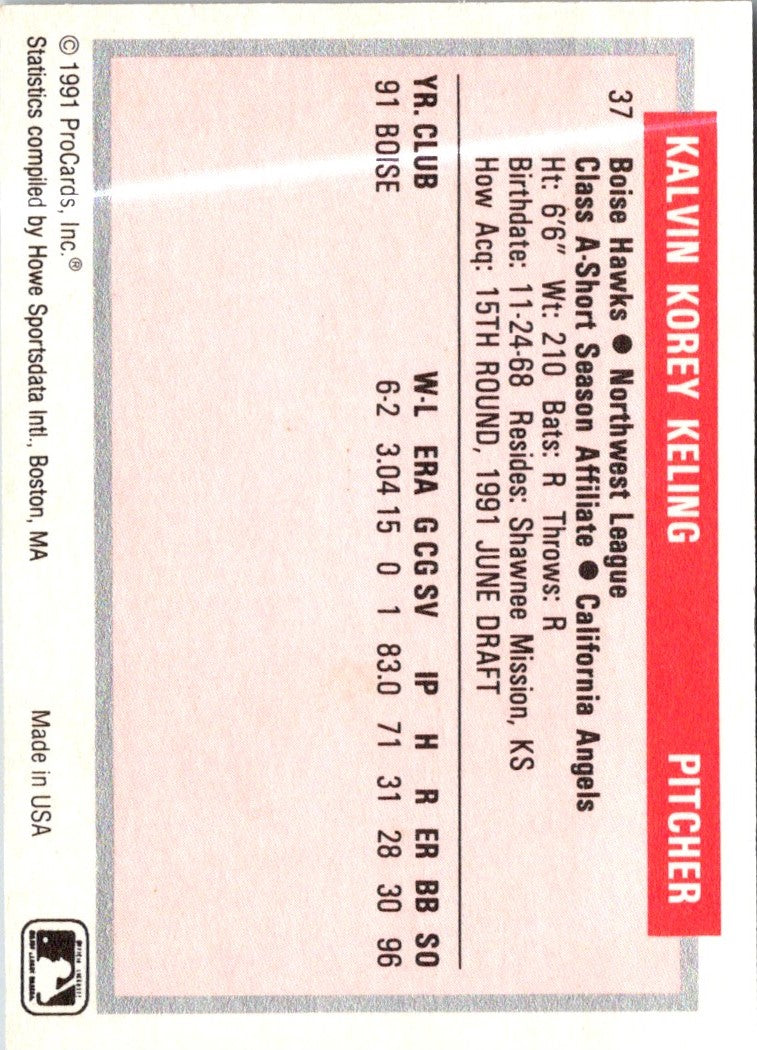 KALVIN KOREY KELING PITCHER
37 Boise Hawks ● Northwest League
Class A-Short Season Affiliate ● California Angels
Ht: 6'6" Wt: 210 Bats: R Throws: R
Birthdate: 11-24-68 Resides: Shawnee Mission, KS
How Acq: 15TH ROUND, 1991 JUNE DRAFT
YR. CLUB W-L ERA G CG SV IP H R ER BB SO
91 BOISE 6-2 3.04 15 0 1 83.0 71 31 28 30 96
© 1991 ProCards, Inc.® Made in USA
Statistics compiled by Howe Sportsdata Intl., Boston, MA